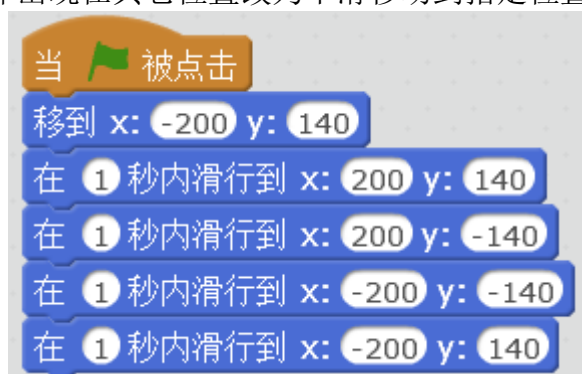 当 被点击
移到 x: -200 y: 140
在 1 秒内滑行到 x: 200 y: 140
在 1 秒内滑行到 x: 200 y: -140
在 1 秒内滑行到 x: -200 y: -140
在 1 秒内滑行到 x: -200 y: 140